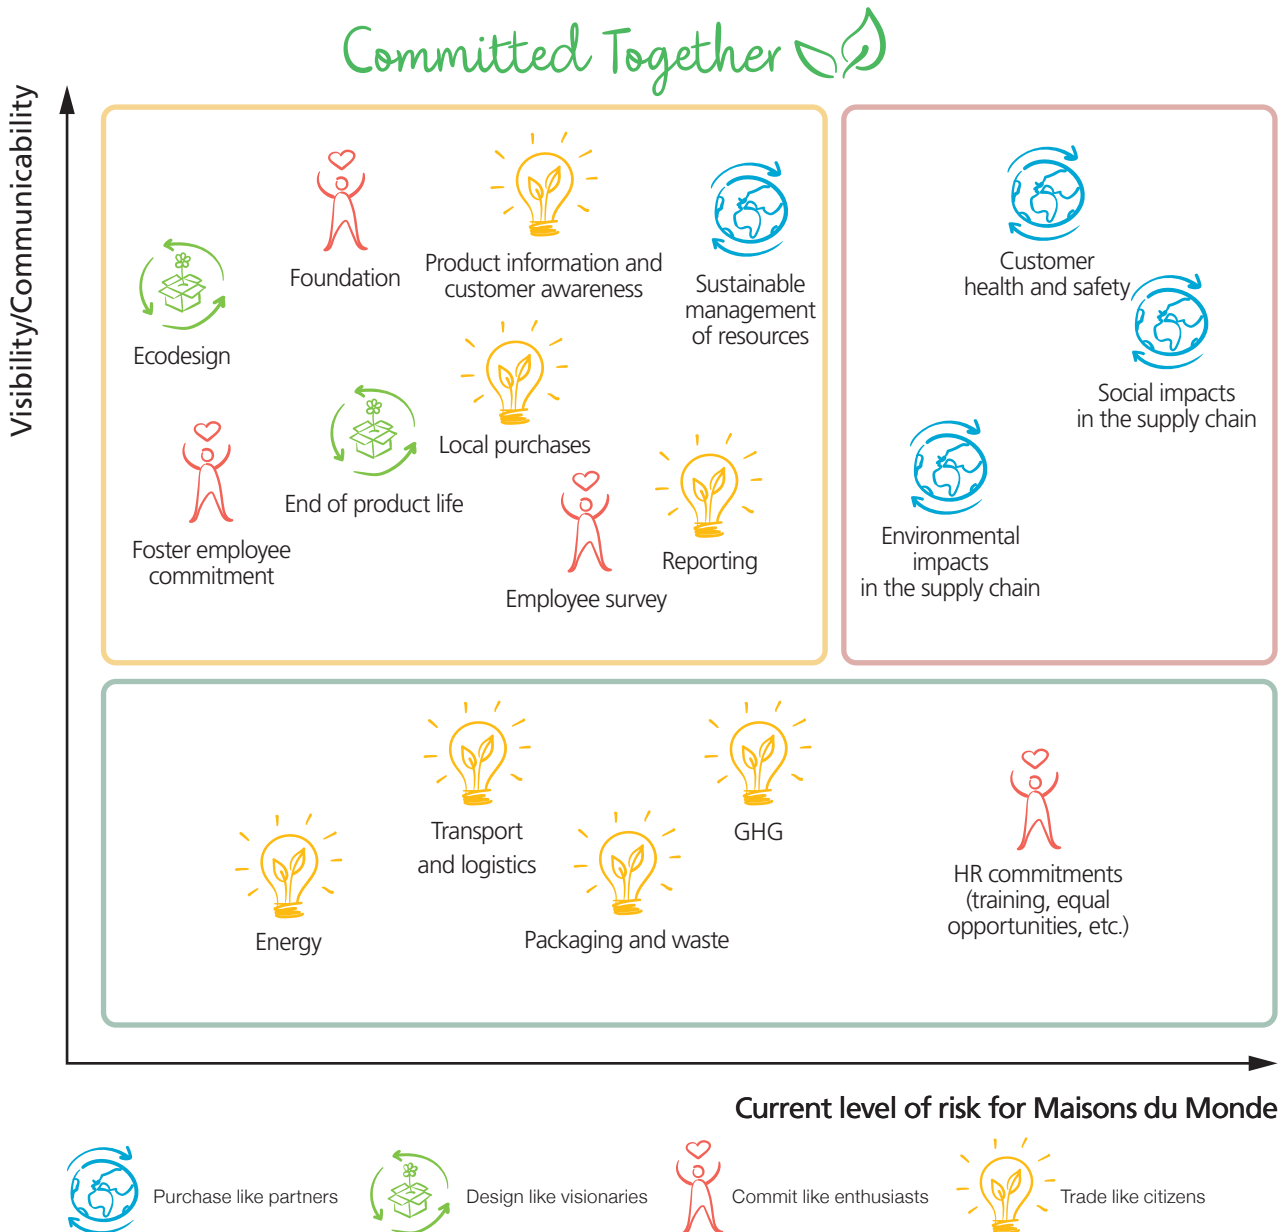 Committed Together
Visibility/Communicability
Foundation
Product information and
customer awareness
Sustainable
management
of resources
Customer
health and safety
Ecodesign
Local purchases
Social impacts
in the supply chain
End of product life
Foster employee
commitment
Employee survey
Reporting
Environmental
impacts
in the supply chain
Transport
and logistics
GHG
Energy
Packaging and waste
HR commitments
(training, equal
opportunities, etc.)
Current level of risk for Maisons du Monde
Purchase like partners
Design like visionaries
Commit like enthusiasts
Trade like citizens